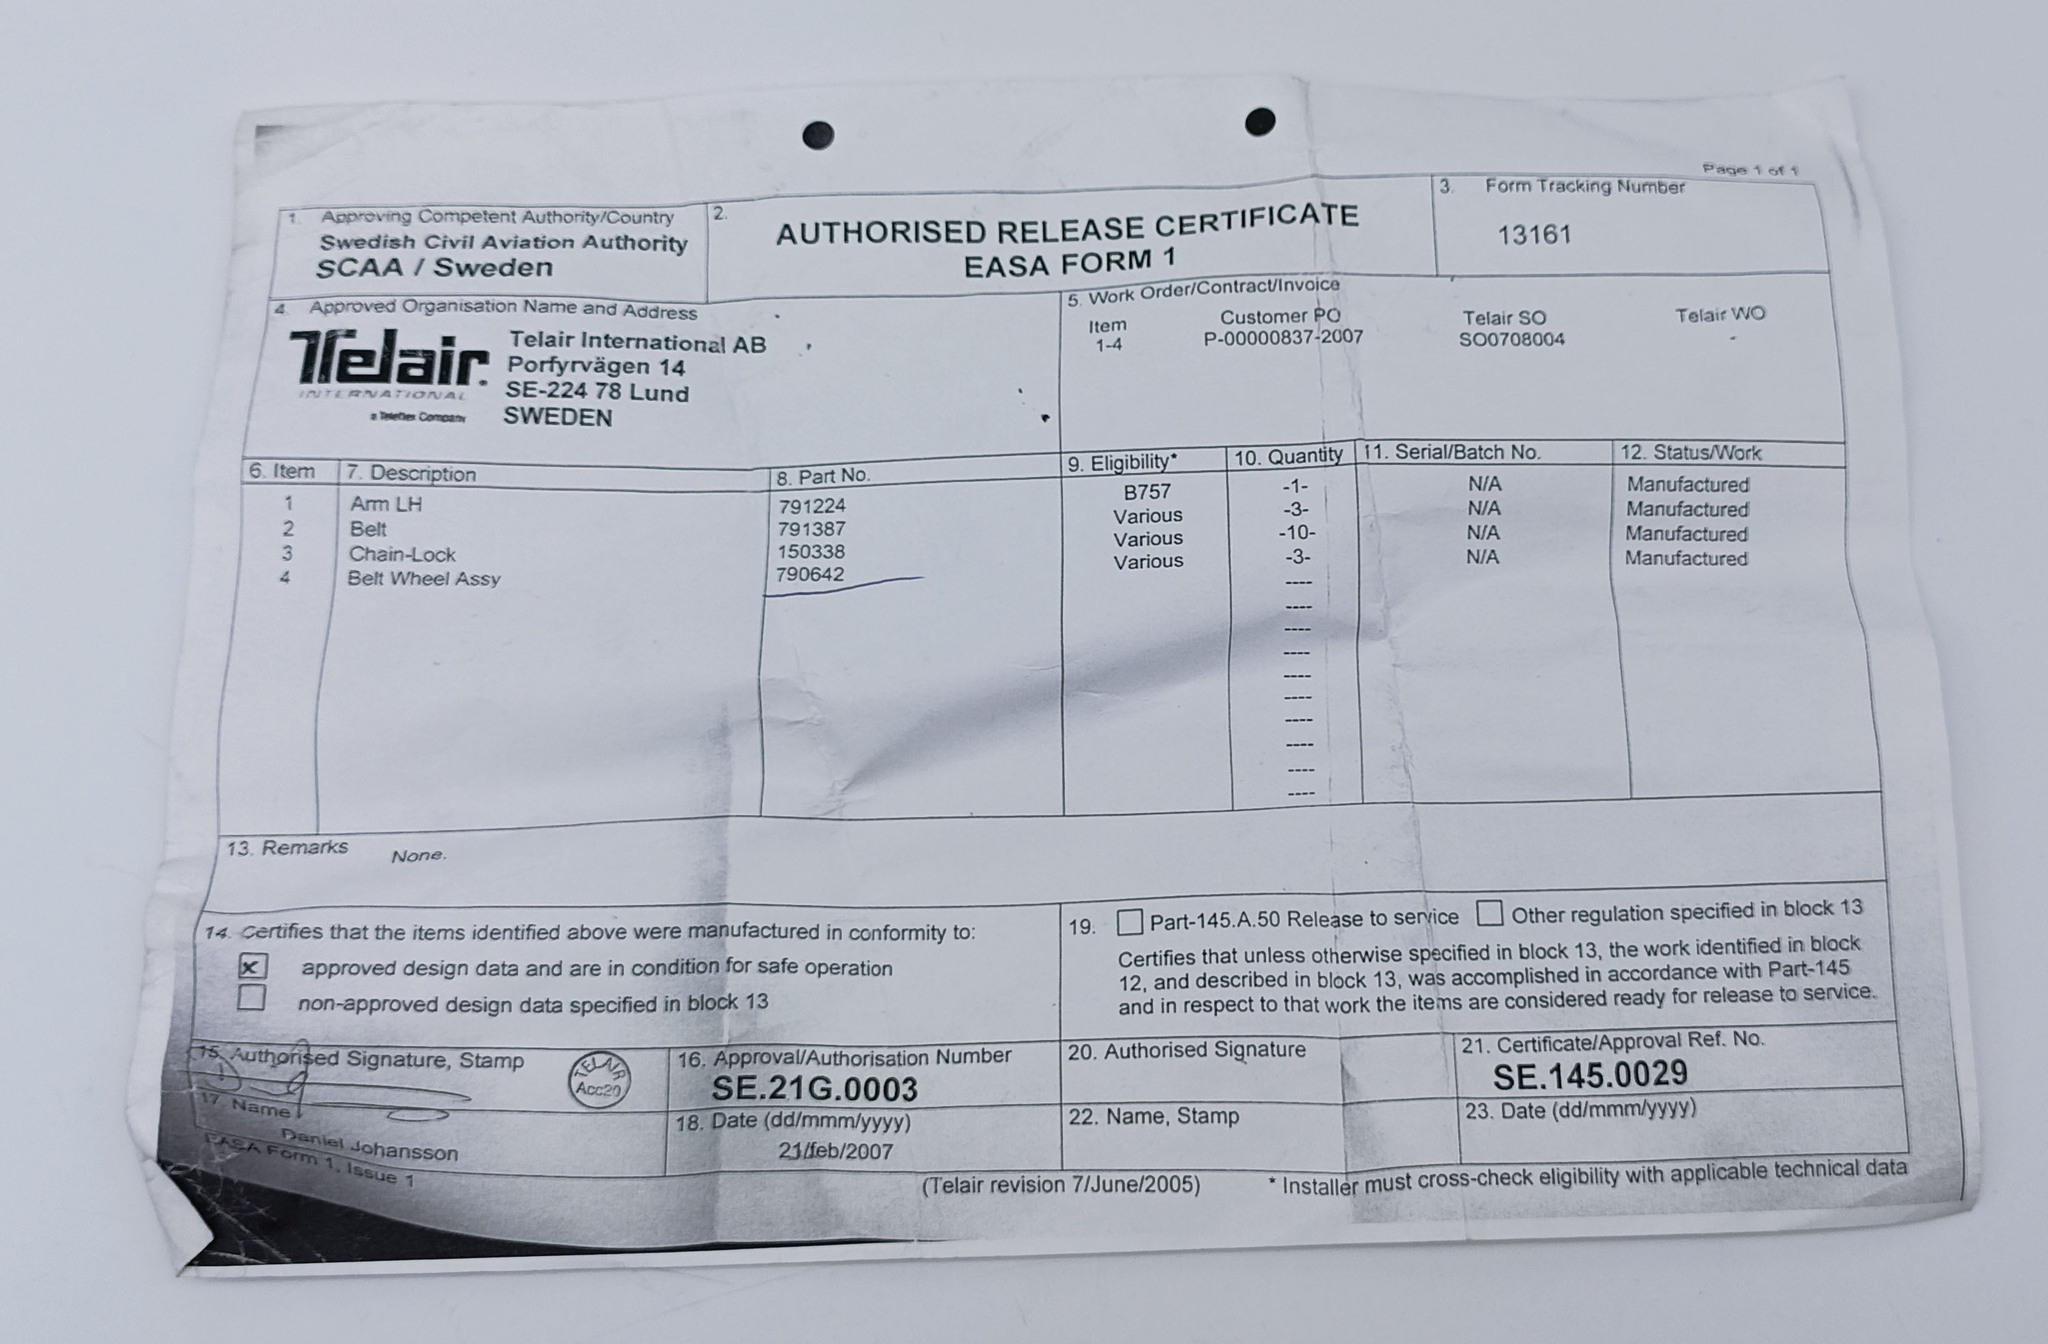 Page 1 of 1
1. Approving Competent Authority/Country
Swedish Civil Aviation Authority
SCAA / Sweden
2.
AUTHORISED RELEASE CERTIFICATE
EASA FORM 1
3. Form Tracking Number
13161
4. Approved Organisation Name and Address
Telair
INTERNATIONAL
a Teleflex Company
Telair International AB
Porfyrvägen 14
SE-224 78 Lund
SWEDEN
5. Work Order/Contract/Invoice
Item Customer PO Telair SO Telair WO
1-4 P-00000837-2007 SO0708004 -
6. Item 7. Description 8. Part No. 9. Eligibility* 10. Quantity 11. Serial/Batch No. 12. Status/Work
1 Arm LH 791224 B757 -1- N/A Manufactured
2 Belt 791387 Various -3- N/A Manufactured
3 Chain-Lock 150338 Various -10- N/A Manufactured
4 Belt Wheel Assy 790642 Various -3- N/A Manufactured
----
----
----
----
----
----
----
----
----
----
13. Remarks None.
14. Certifies that the items identified above were manufactured in conformity to:
x approved design data and are in condition for safe operation
non-approved design data specified in block 13
19. Part-145.A.50 Release to service Other regulation specified in block 13
Certifies that unless otherwise specified in block 13, the work identified in block
12, and described in block 13, was accomplished in accordance with Part-145
and in respect to that work the items are considered ready for release to service.
15. Authorised Signature, Stamp
TELAIR
Acc20
16. Approval/Authorisation Number
SE.21G.0003
20. Authorised Signature
21. Certificate/Approval Ref. No.
SE.145.0029
17. Name
Daniel Johansson
18. Date (dd/mmm/yyyy)
21/feb/2007
22. Name, Stamp
23. Date (dd/mmm/yyyy)
EASA Form 1, Issue 1
(Telair revision 7/June/2005)
* Installer must cross-check eligibility with applicable technical data